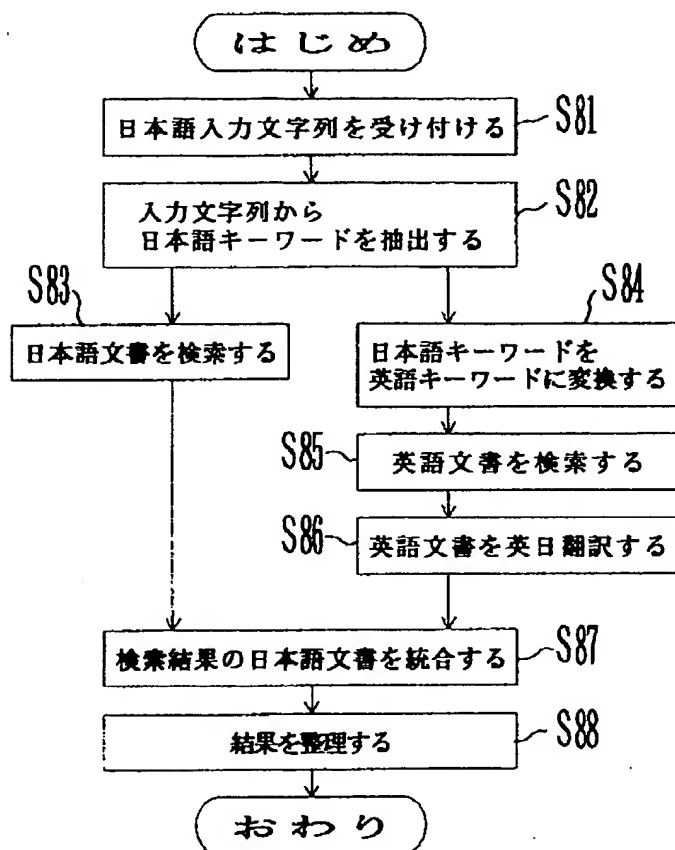 はじめ
日本語入力文字列を受け付ける
S81
入力文字列から
日本語キーワードを抽出する
S82
S83
日本語文書を検索する
S84
日本語キーワードを
英語キーワードに変換する
S85
英語文書を検索する
S86
英語文書を英日翻訳する
検索結果の日本語文書を統合する
S87
結果を整理する
S88
おわり